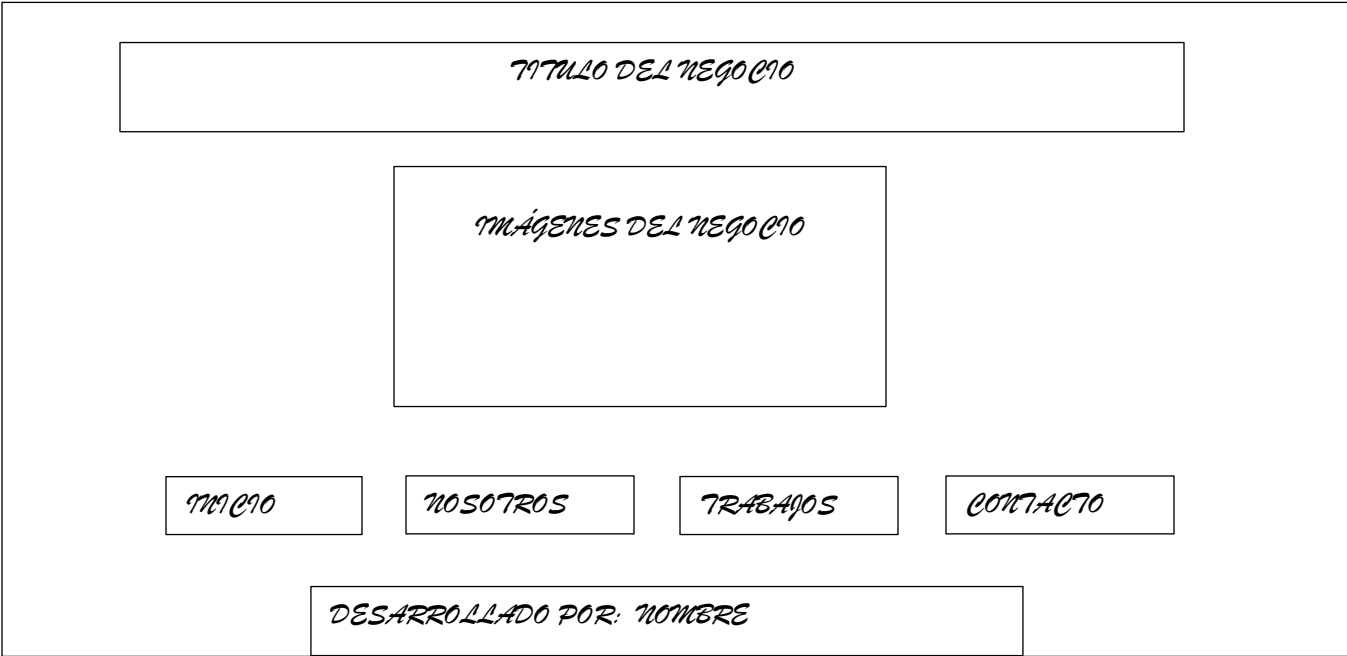 TITULO DEL NEGOCIO
IMÁGENES DEL NEGOCIO
INICIO
NOSOTROS
TRABAJOS
CONTACTO
DESARROLLADO POR: NOMBRE